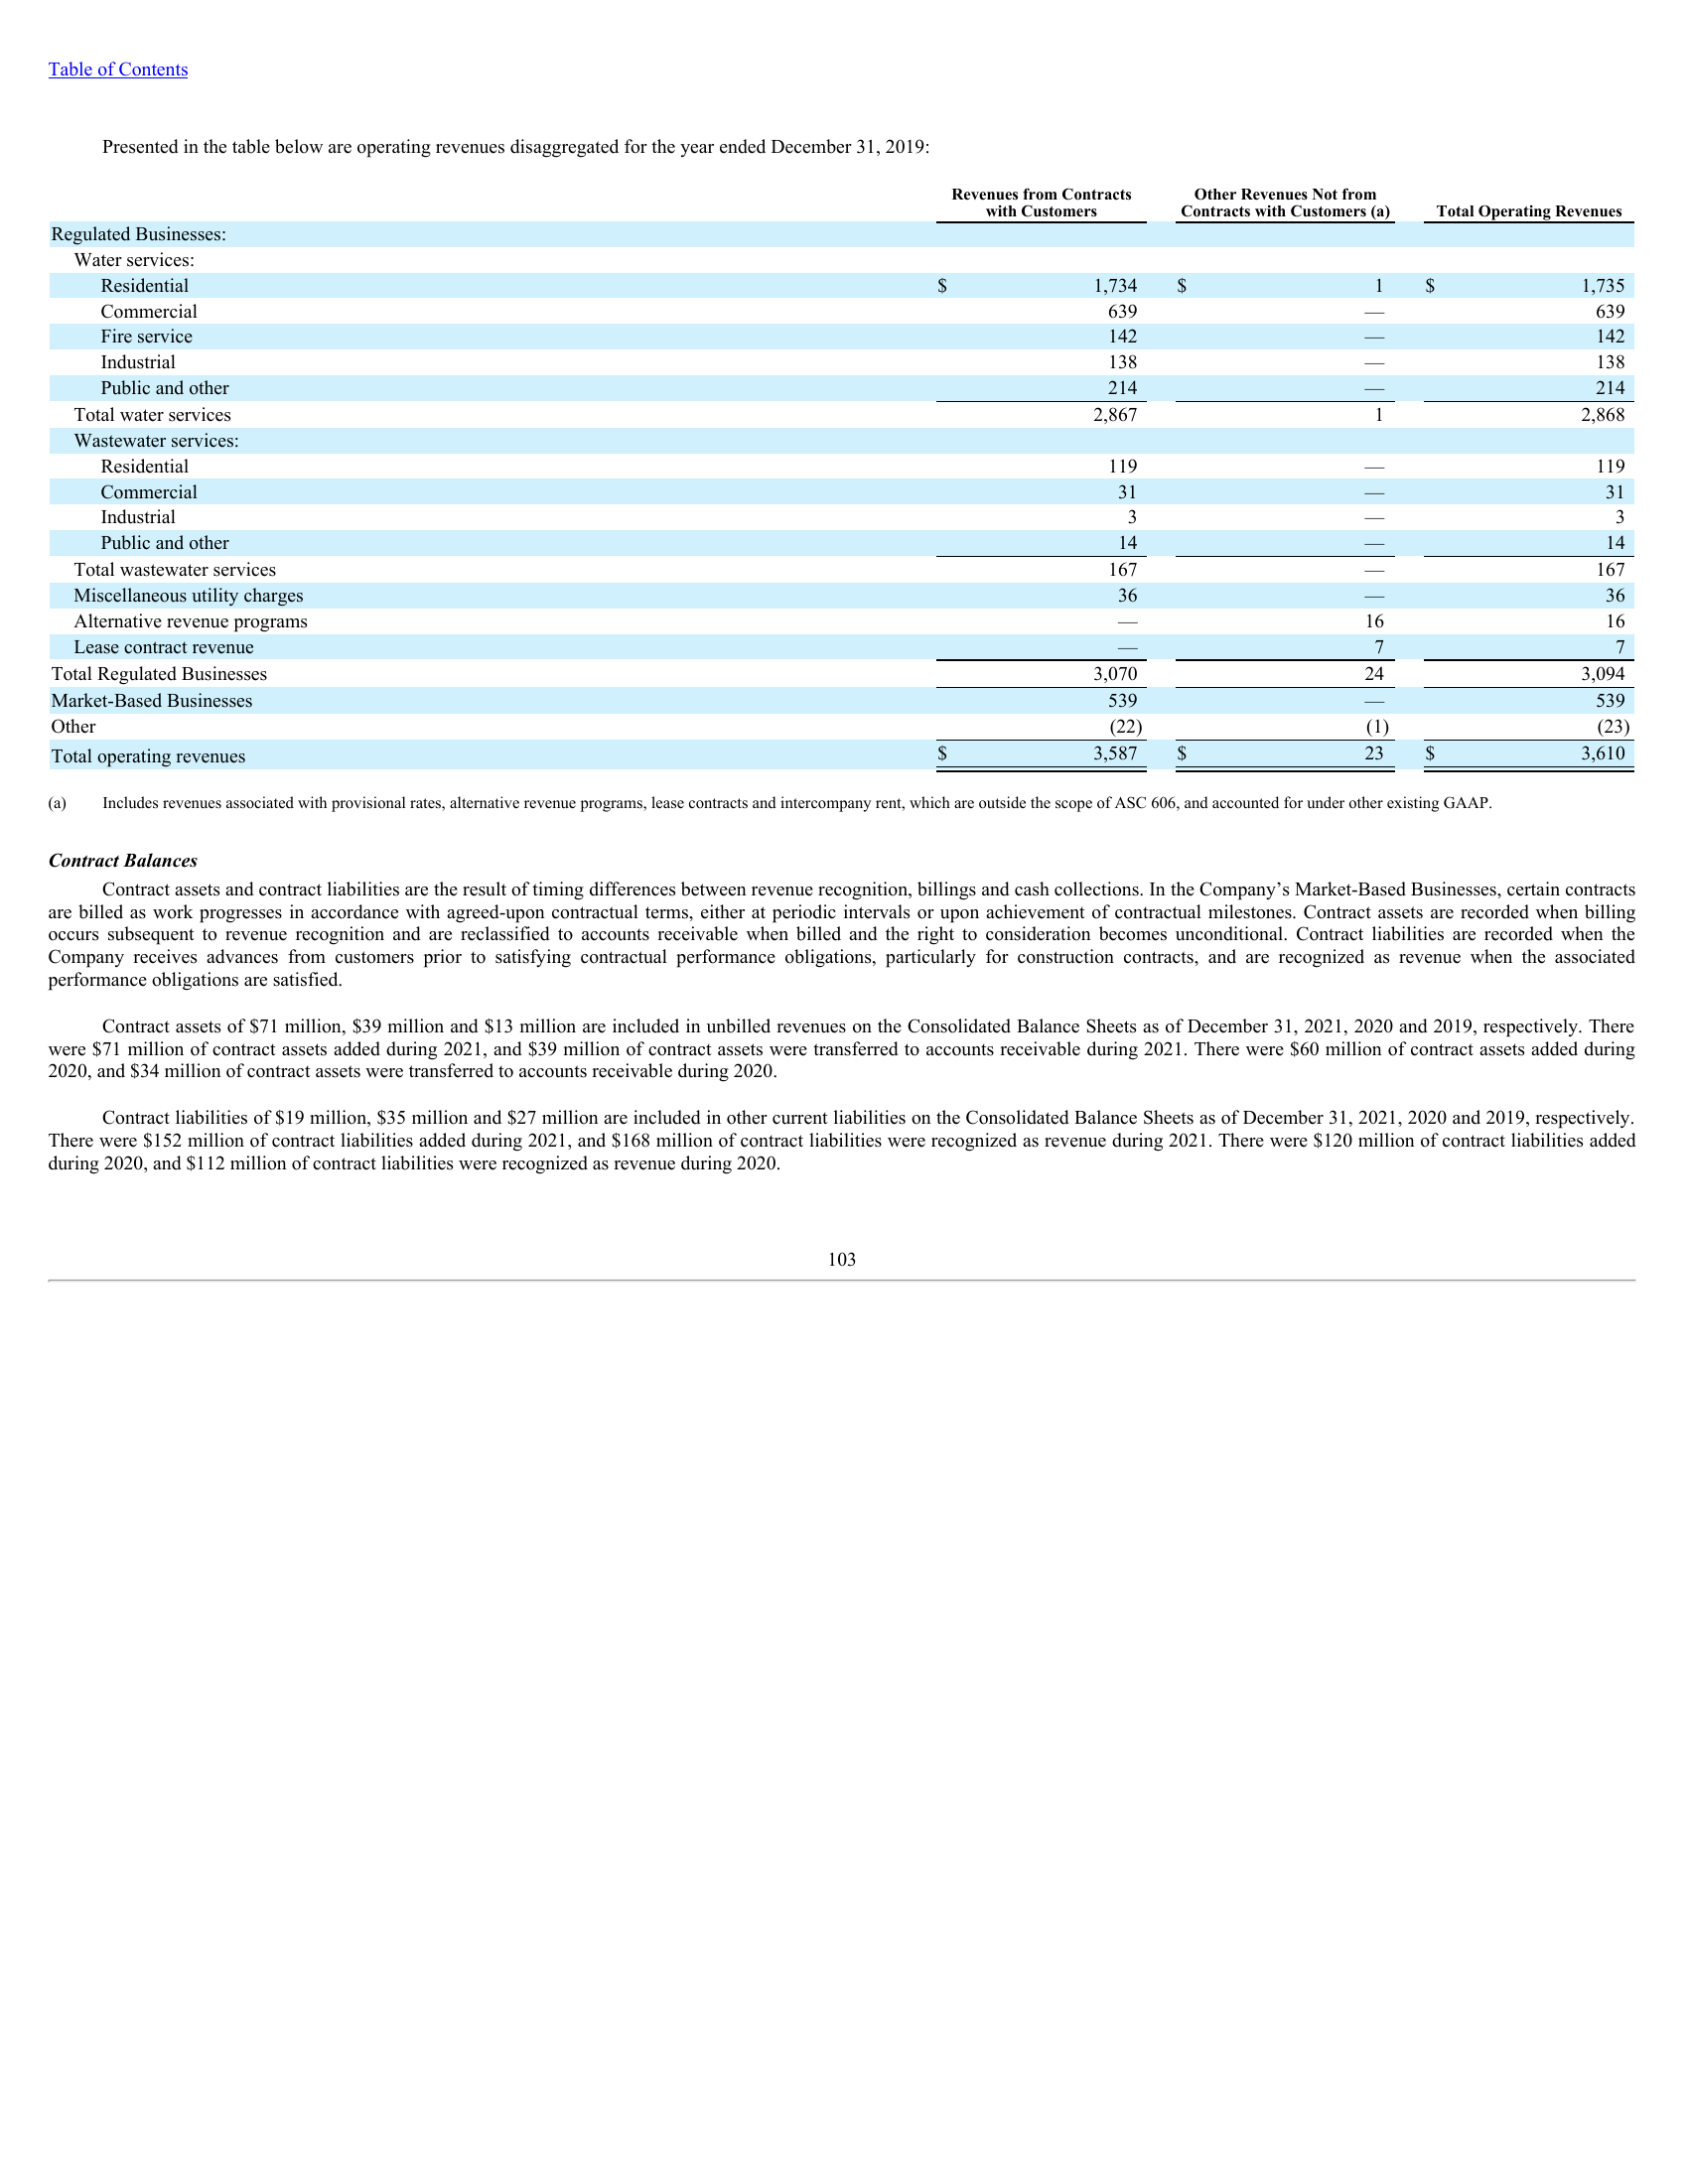 Table of Contents
Presented in the table below are operating revenues disaggregated for the year ended December 31, 2019:
Revenues from Contracts with Customers Other Revenues Not from Contracts with Customers (a) Total Operating Revenues
Regulated Businesses:
Water services:
Residential $ 1,734 $ 1 $ 1,735
Commercial 639 — 639
Fire service 142 — 142
Industrial 138 — 138
Public and other 214 — 214
Total water services 2,867 1 2,868
Wastewater services:
Residential 119 — 119
Commercial 31 — 31
Industrial 3 — 3
Public and other 14 — 14
Total wastewater services 167 — 167
Miscellaneous utility charges 36 — 36
Alternative revenue programs — 16 16
Lease contract revenue — 7 7
Total Regulated Businesses 3,070 24 3,094
Market-Based Businesses 539 — 539
Other (22) (1) (23)
Total operating revenues $ 3,587 $ 23 $ 3,610
(a) Includes revenues associated with provisional rates, alternative revenue programs, lease contracts and intercompany rent, which are outside the scope of ASC 606, and accounted for under other existing GAAP.
Contract Balances
Contract assets and contract liabilities are the result of timing differences between revenue recognition, billings and cash collections. In the Company’s Market-Based Businesses, certain contracts
are billed as work progresses in accordance with agreed-upon contractual terms, either at periodic intervals or upon achievement of contractual milestones. Contract assets are recorded when billing
occurs subsequent to revenue recognition and are reclassified to accounts receivable when billed and the right to consideration becomes unconditional. Contract liabilities are recorded when the
Company receives advances from customers prior to satisfying contractual performance obligations, particularly for construction contracts, and are recognized as revenue when the associated
performance obligations are satisfied.
Contract assets of $71 million, $39 million and $13 million are included in unbilled revenues on the Consolidated Balance Sheets as of December 31, 2021, 2020 and 2019, respectively. There
were $71 million of contract assets added during 2021, and $39 million of contract assets were transferred to accounts receivable during 2021. There were $60 million of contract assets added during
2020, and $34 million of contract assets were transferred to accounts receivable during 2020.
Contract liabilities of $19 million, $35 million and $27 million are included in other current liabilities on the Consolidated Balance Sheets as of December 31, 2021, 2020 and 2019, respectively.
There were $152 million of contract liabilities added during 2021, and $168 million of contract liabilities were recognized as revenue during 2021. There were $120 million of contract liabilities added
during 2020, and $112 million of contract liabilities were recognized as revenue during 2020.
103